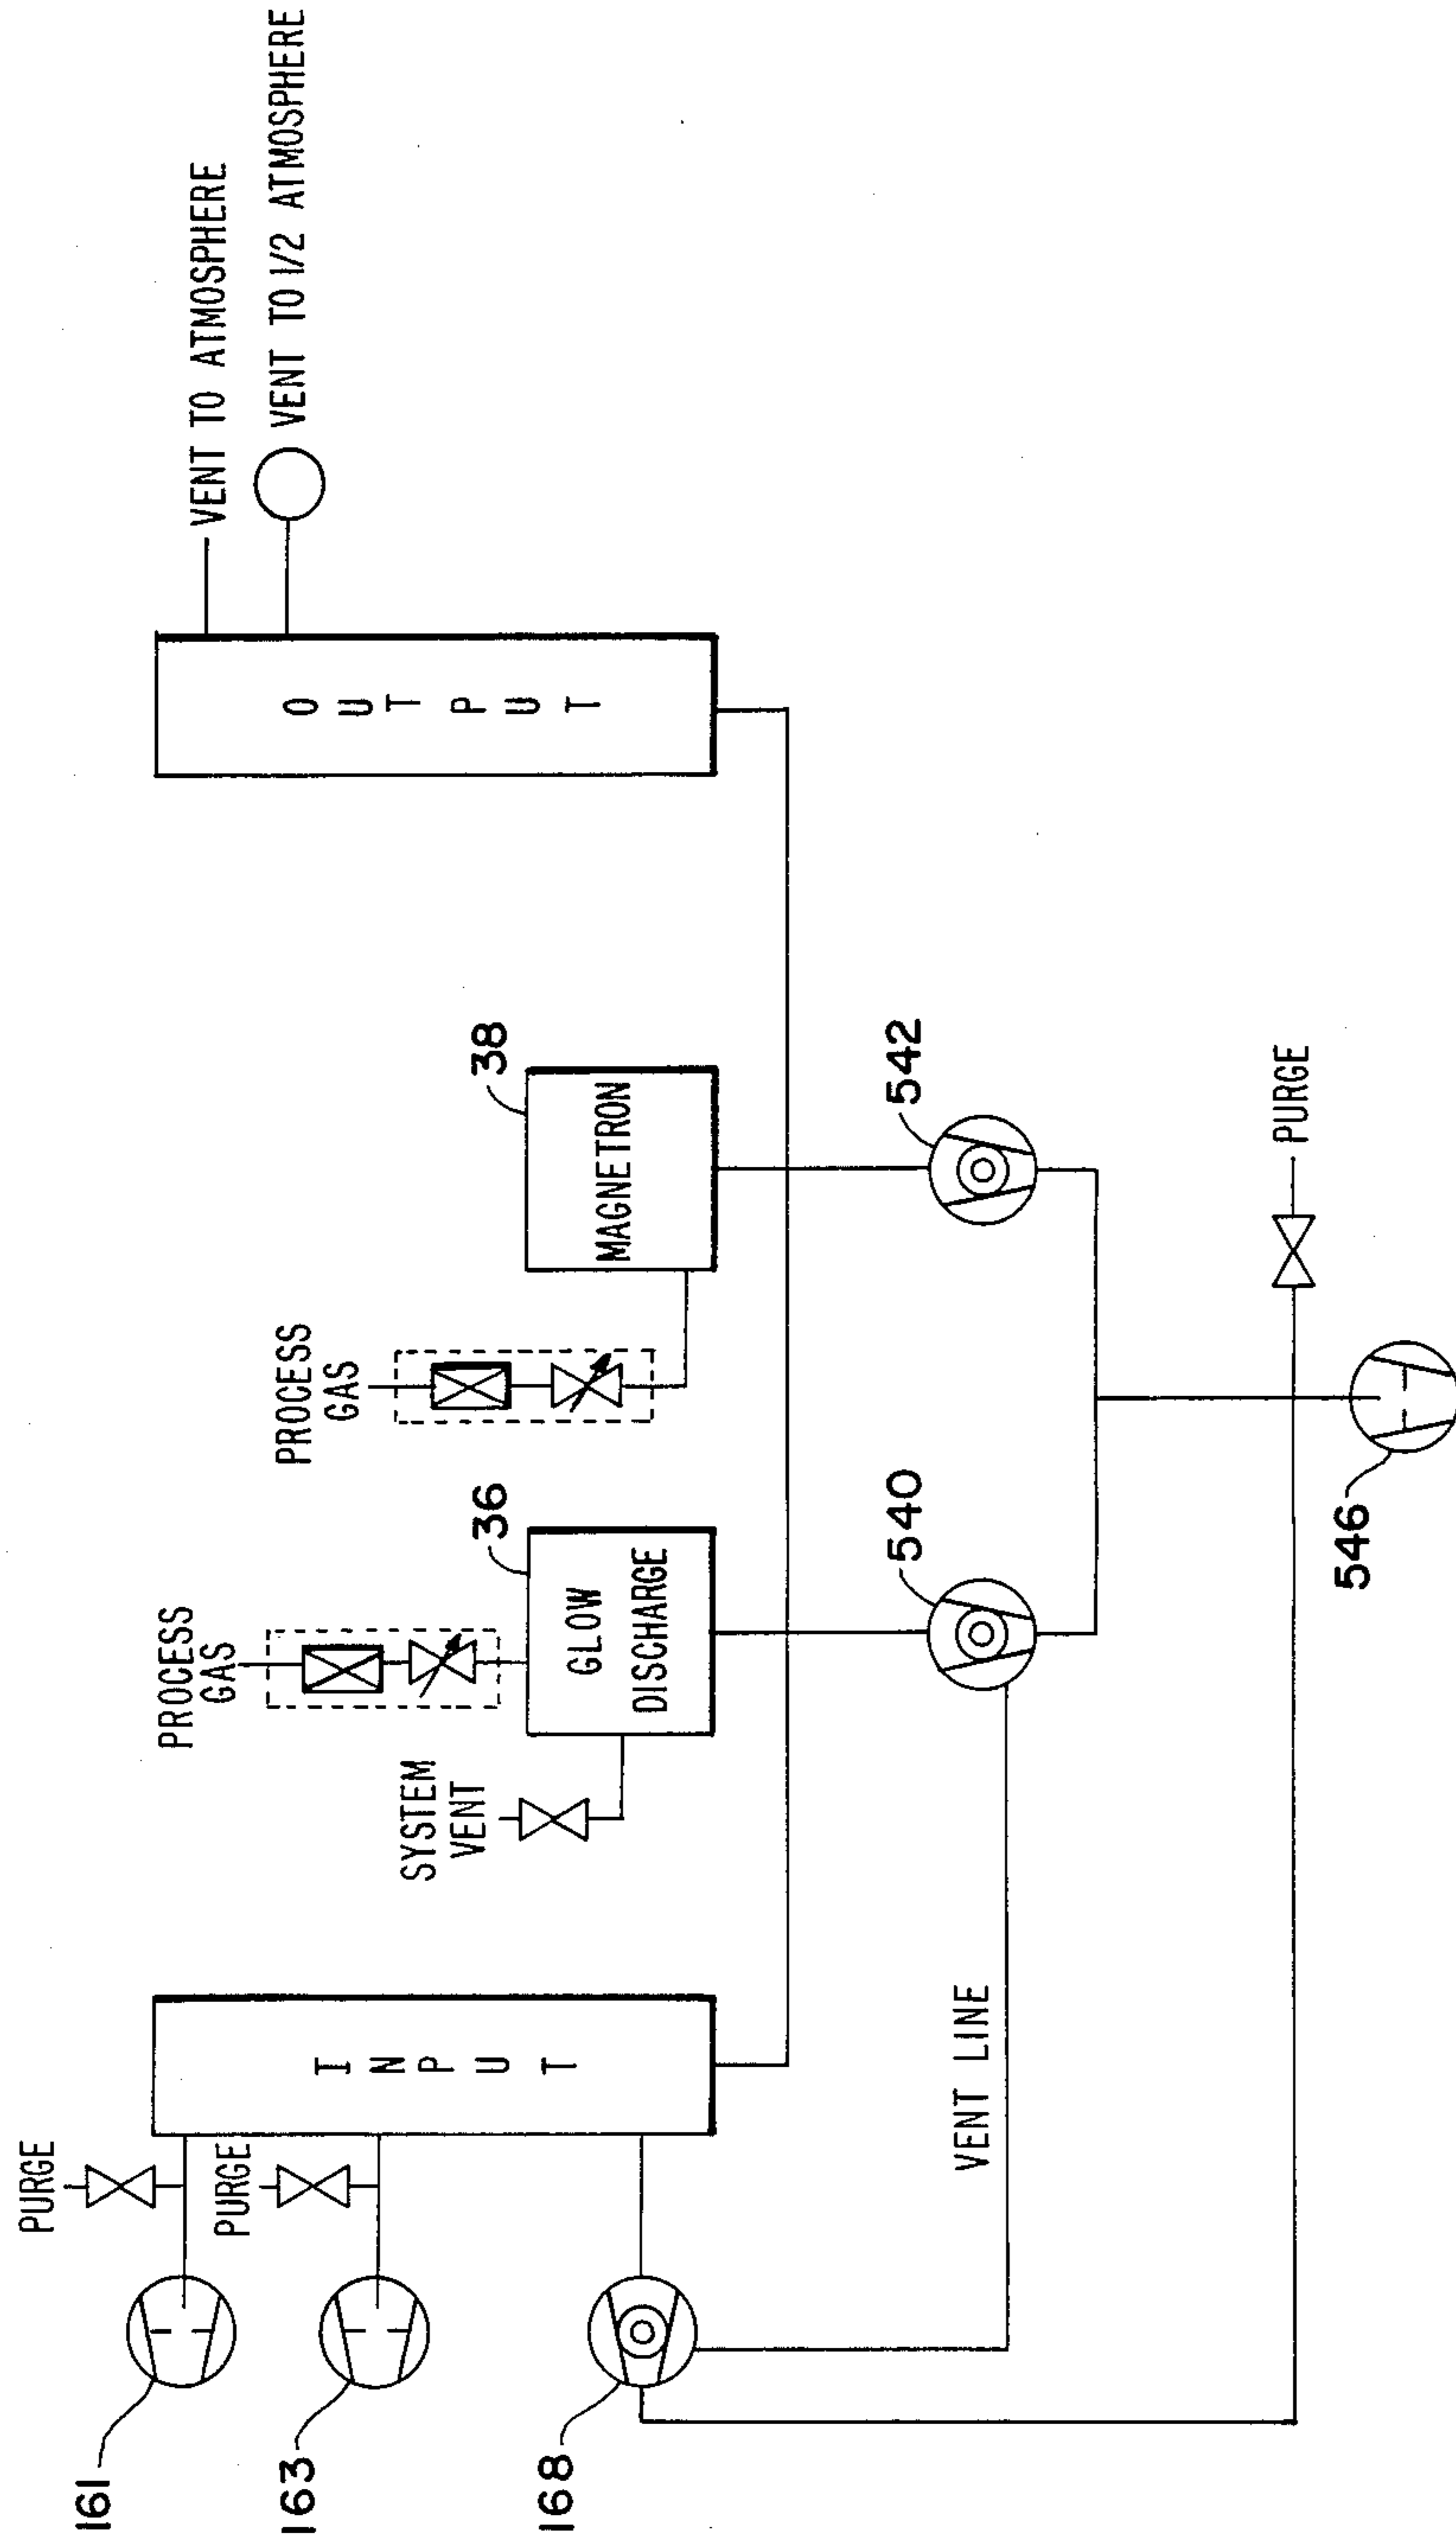 VENT TO ATMOSPHERE
VENT TO 1/2 ATMOSPHERE
PURGE
161
PURGE
163
168
INPUT
PROCESS
GAS
SYSTEM
VENT
36
GLOW
DISCHARGE
PROCESS
GAS
38
MAGNETRON
OUTPUT
VENT LINE
540
542
PURGE
546